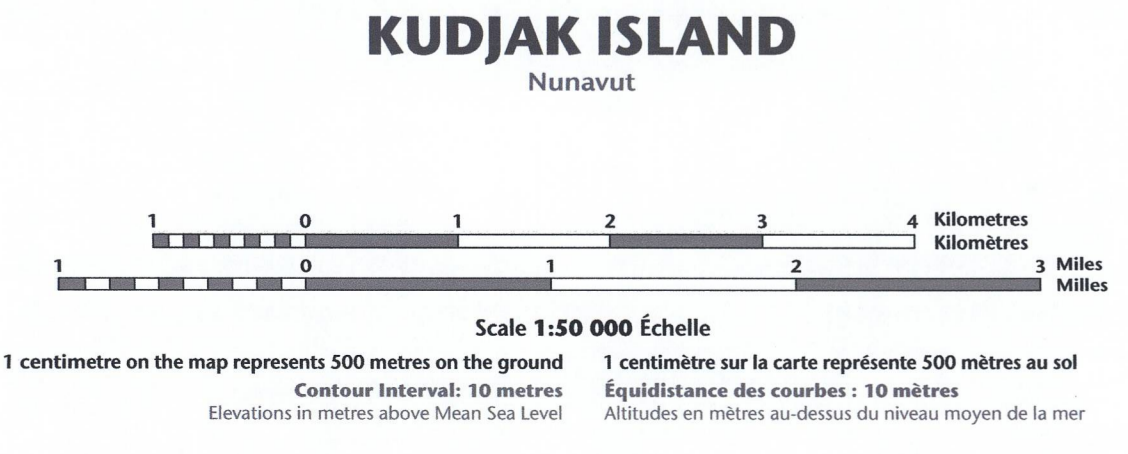 KUDJAK ISLAND
Nunavut
1 0 1 2 3 4 Kilometres
Kilomètres
1 0 1 2 3 Miles
Milles
Scale 1:50 000 Échelle
1 centimetre on the map represents 500 metres on the ground
Contour Interval: 10 metres
Elevations in metres above Mean Sea Level
1 centimètre sur la carte représente 500 mètres au sol
Équidistance des courbes : 10 mètres
Altitudes en mètres au-dessus du niveau moyen de la mer